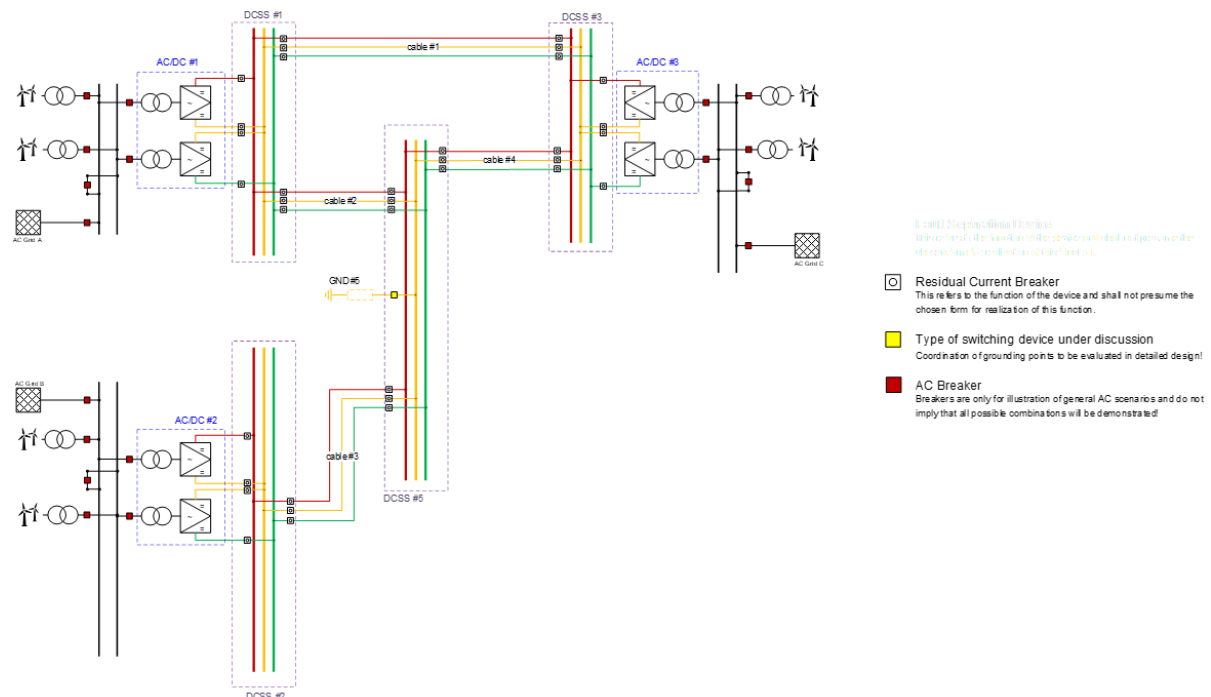 DCSS #1
DCSS #3
cable #1
AC/DC #1
AC/DC #3
cable #4
cable #2
AC Grid A
AC Grid C
GND#5
Residual Current Breaker
This refers to the function of the device and shall not presume the
chosen form for realization of this function.
Type of switching device under discussion
Coordination of grounding points to be evaluated in detailed design!
AC Grid B
AC Breaker
Breakers are only for illustration of general AC scenarios and do not
imply that all possible combinations will be demonstrated!
AC/DC #2
cable #3
DCSS #5
DCSS #2